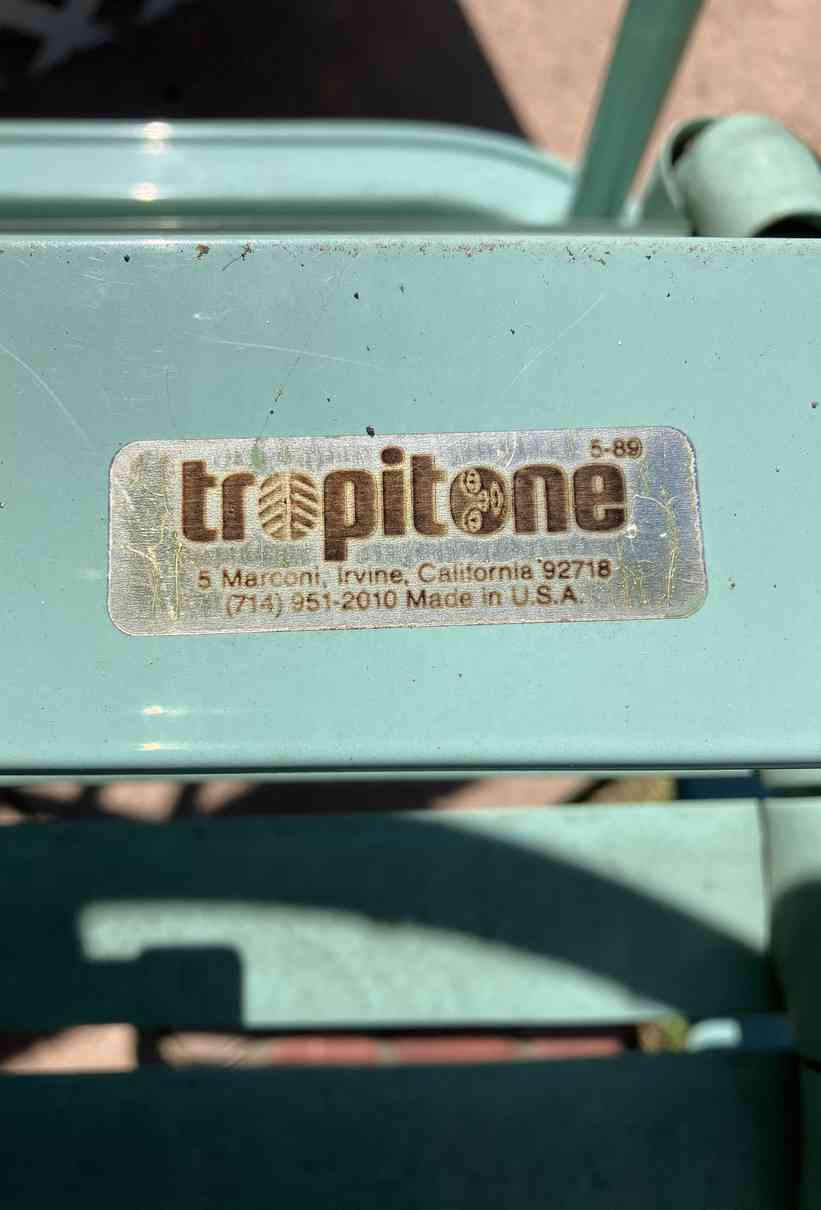 5-89
tropitone
5 Marconi, Irvine, California 92718
(714) 951-2010 Made in U.S.A.